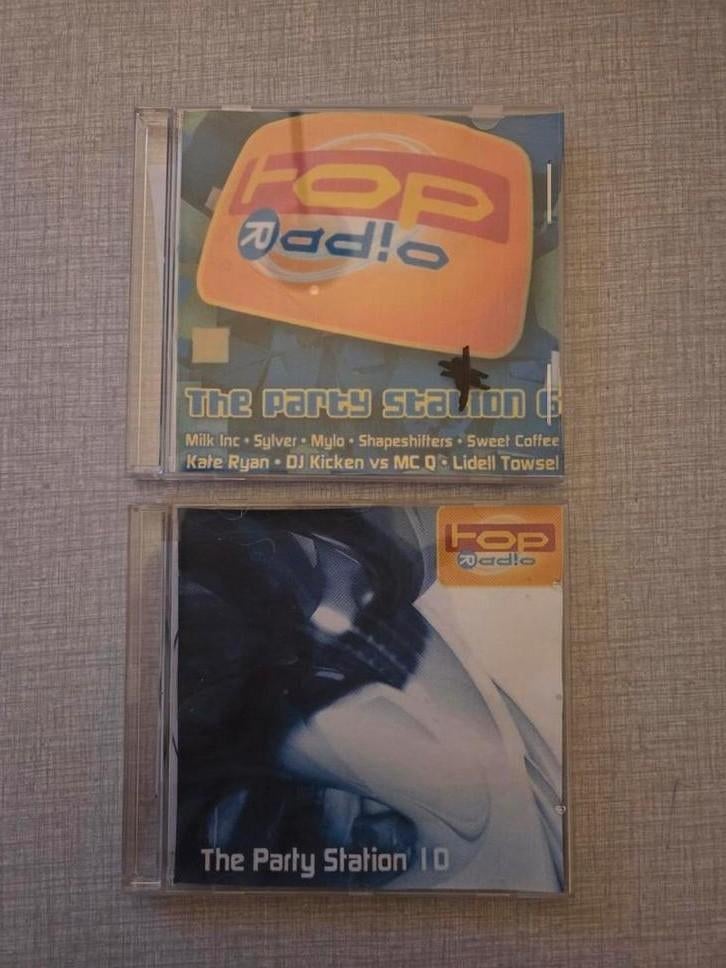 TOP
Radio
The Party Station 6
Milk Inc • Sylver • Mylo • Shapeshifters • Sweet Coffee
Kate Ryan • DJ Kicken vs MC Q • Lidell Towsel
TOP
Radio
The Party Station 10